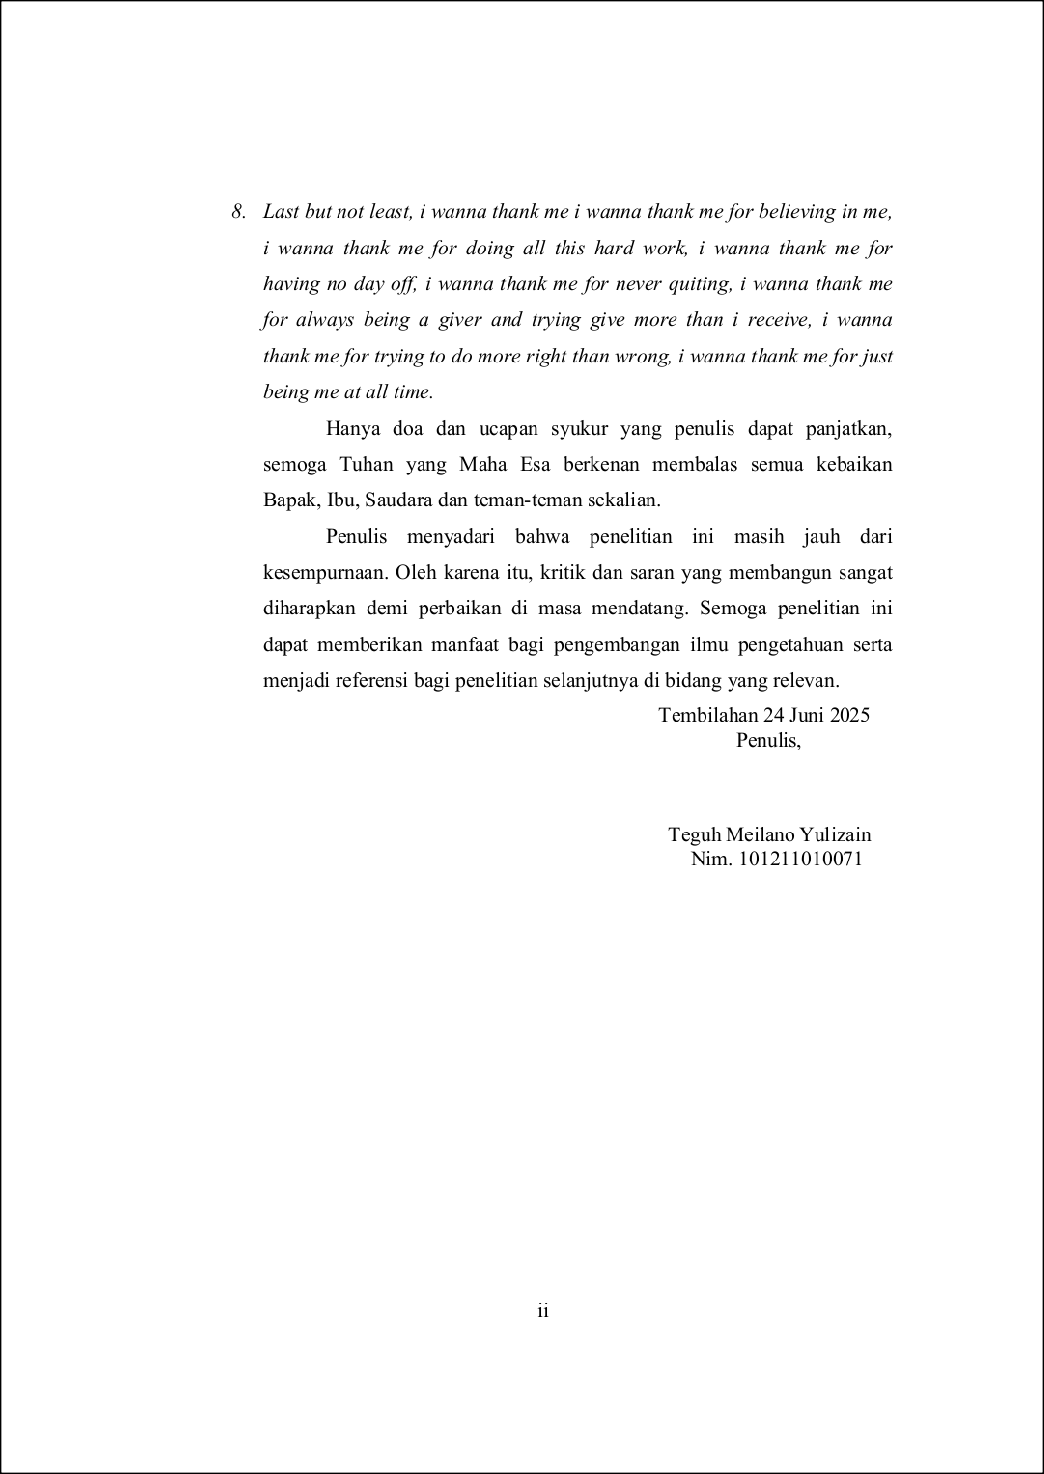 8. Last but not least, i wanna thank me i wanna thank me for believing in me,
i wanna thank me for doing all this hard work, i wanna thank me for
having no day off, i wanna thank me for never quiting, i wanna thank me
for always being a giver and trying give more than i receive, i wanna
thank me for trying to do more right than wrong, i wanna thank me for just
being me at all time.
Hanya doa dan ucapan syukur yang penulis dapat panjatkan,
semoga Tuhan yang Maha Esa berkenan membalas semua kebaikan
Bapak, Ibu, Saudara dan teman-teman sekalian.
Penulis menyadari bahwa penelitian ini masih jauh dari
kesempurnaan. Oleh karena itu, kritik dan saran yang membangun sangat
diharapkan demi perbaikan di masa mendatang. Semoga penelitian ini
dapat memberikan manfaat bagi pengembangan ilmu pengetahuan serta
menjadi referensi bagi penelitian selanjutnya di bidang yang relevan.
Tembilahan 24 Juni 2025
Penulis,
Teguh Meilano Yulizain
Nim. 101211010071
ii